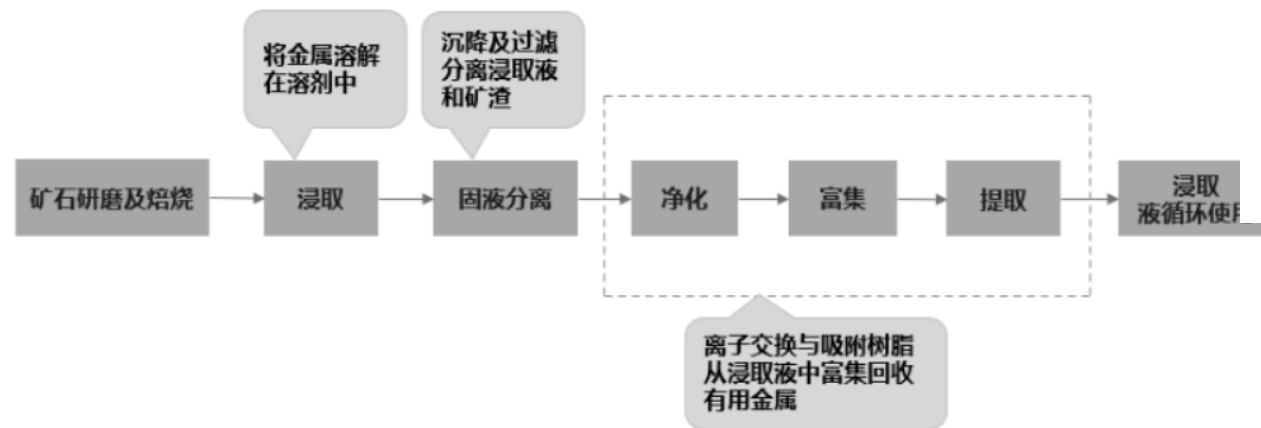 将金属溶解
在溶剂中
沉降及过滤
分离浸取液
和矿渣
矿石研磨及焙烧
浸取
固液分离
净化
富集
提取
浸取
液循环使用
离子交换与吸附树脂
从浸取液中富集回收
有用金属